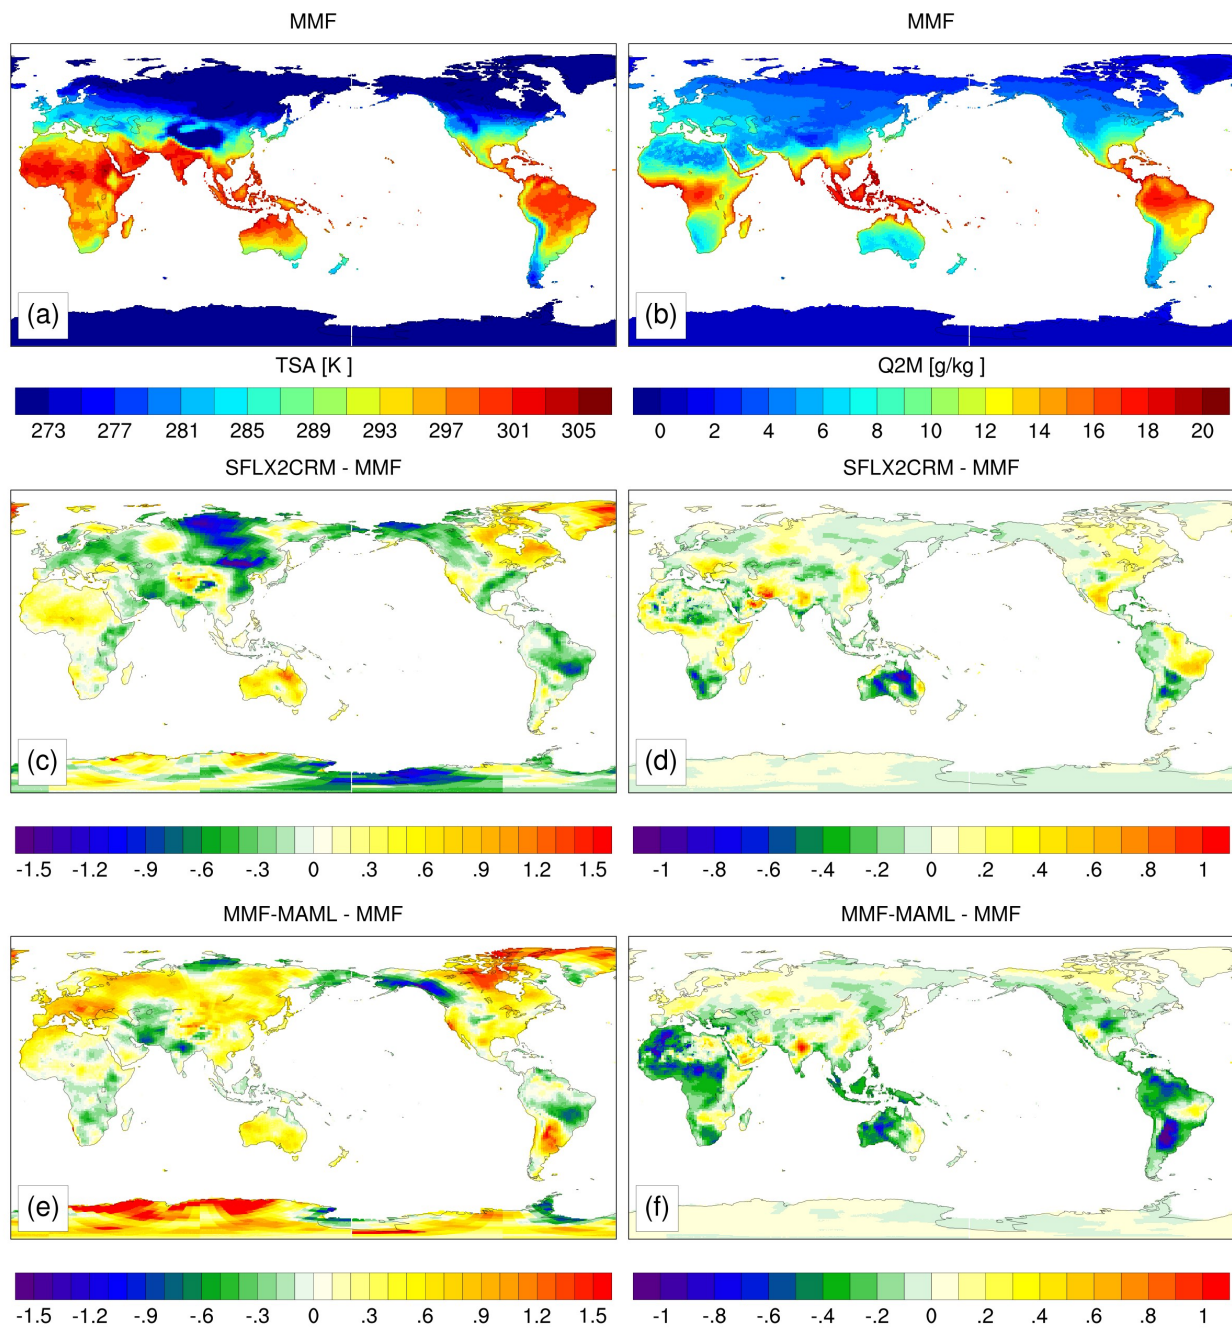 MMF MMF
(a) (b)
TSA [K ] Q2M [g/kg ]
273 277 281 285 289 293 297 301 305 0 2 4 6 8 10 12 14 16 18 20
SFLX2CRM - MMF SFLX2CRM - MMF
(c) (d)
-1.5 -1.2 -.9 -.6 -.3 0 .3 .6 .9 1.2 1.5 -1 -.8 -.6 -.4 -.2 0 .2 .4 .6 .8 1
MMF-MAML - MMF MMF-MAML - MMF
(e) (f)
-1.5 -1.2 -.9 -.6 -.3 0 .3 .6 .9 1.2 1.5 -1 -.8 -.6 -.4 -.2 0 .2 .4 .6 .8 1